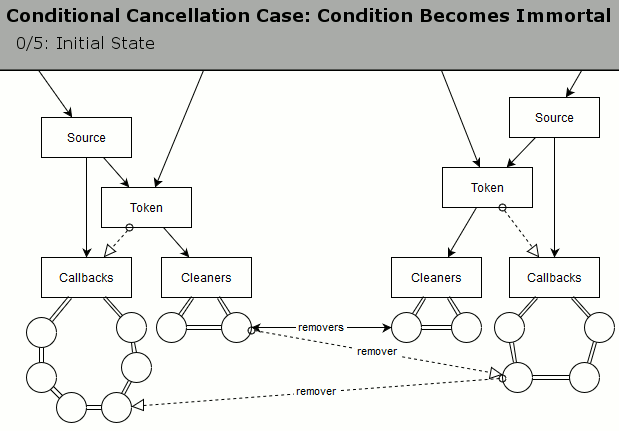 Conditional Cancellation Case: Condition Becomes Immortal
0/5: Initial State
Source
Source
Token
Token
Callbacks
Cleaners
Cleaners
Callbacks
removers
remover
remover